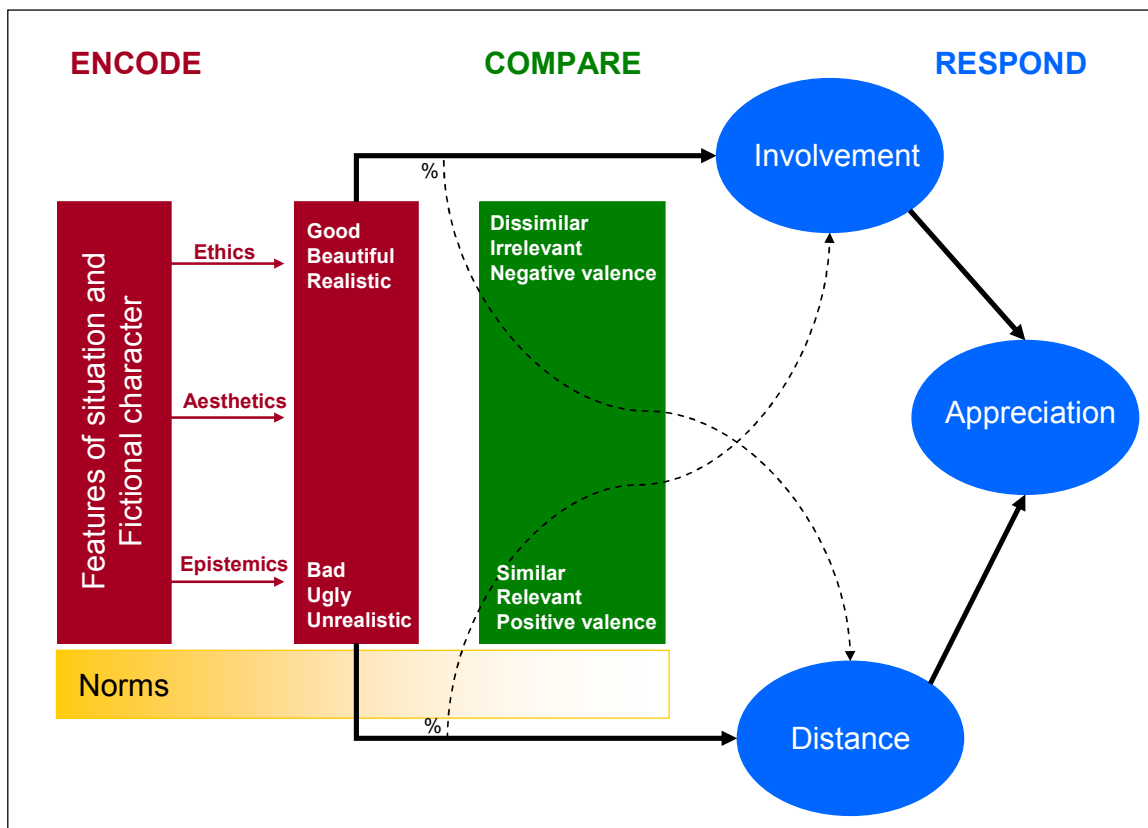 ENCODE
COMPARE
RESPOND
Involvement
%
Features of situation and
Fictional character
Ethics
Aesthetics
Epistemics
Good
Beautiful
Realistic
Bad
Ugly
Unrealistic
Dissimilar
Irrelevant
Negative valence
Similar
Relevant
Positive valence
Appreciation
Norms
%
Distance